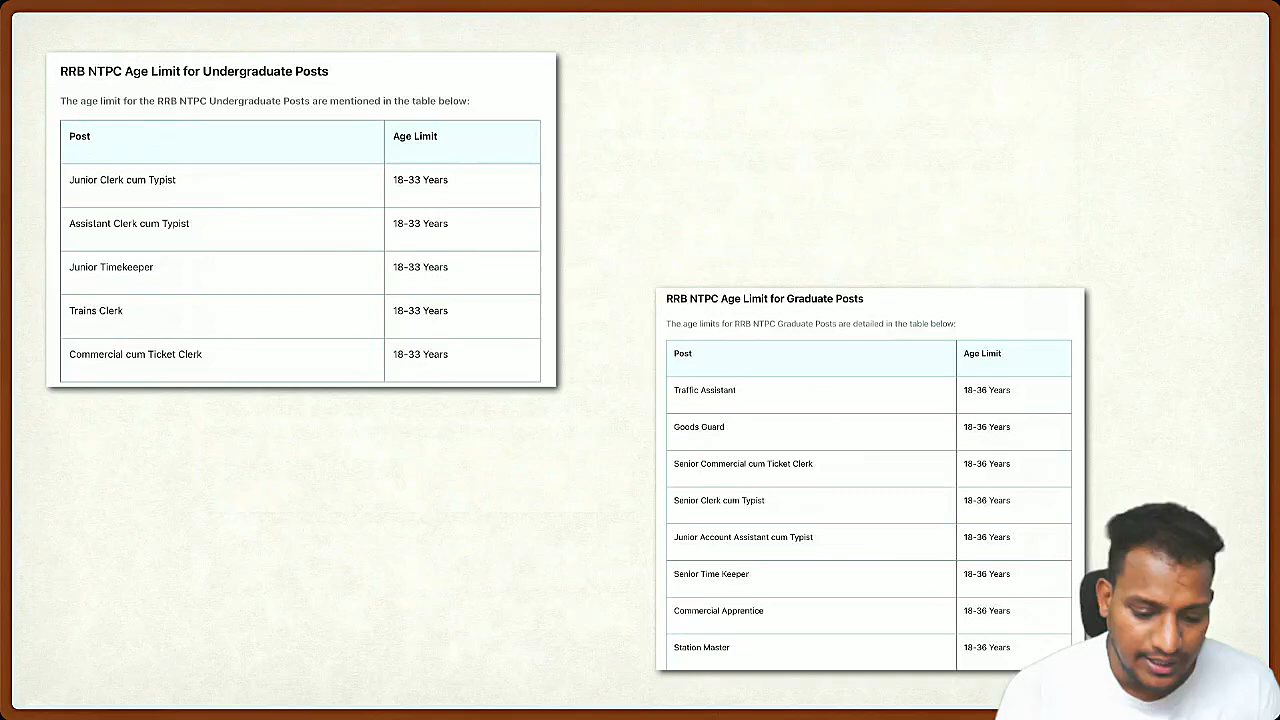 RRB NTPC Age Limit for Undergraduate Posts
The age limit for the RRB NTPC Undergraduate Posts are mentioned in the table below:
Post Age Limit
Junior Clerk cum Typist 18-33 Years
Assistant Clerk cum Typist 18-33 Years
Junior Timekeeper 18-33 Years
Trains Clerk 18-33 Years
Commercial cum Ticket Clerk 18-33 Years
RRB NTPC Age Limit for Graduate Posts
The age limits for RRB NTPC Graduate Posts are detailed in the table below:
Post Age Limit
Traffic Assistant 18-36 Years
Goods Guard 18-36 Years
Senior Commercial cum Ticket Clerk 18-36 Years
Senior Clerk cum Typist 18-36 Years
Junior Account Assistant cum Typist 18-36 Years
Senior Time Keeper 18-36 Years
Commercial Apprentice 18-36 Years
Station Master 18-36 Years